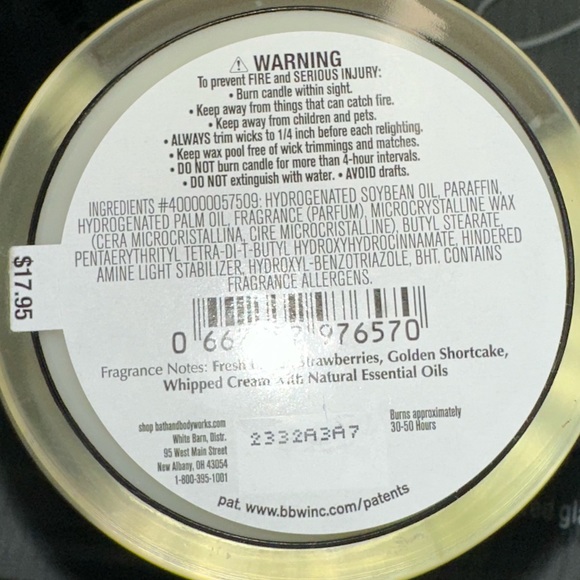 WARNING
To prevent FIRE and SERIOUS INJURY:
• Burn candle within sight.
• Keep away from things that can catch fire.
• Keep away from children and pets.
• ALWAYS trim wicks to 1/4 inch before each relighting.
• Keep wax pool free of wick trimmings and matches.
• DO NOT burn candle for more than 4-hour intervals.
• DO NOT extinguish with water. • AVOID drafts.
INGREDIENTS #400000057509: HYDROGENATED SOYBEAN OIL, PARAFFIN,
HYDROGENATED PALM OIL, FRAGRANCE (PARFUM), MICROCRYSTALLINE WAX
(CERA MICROCRISTALLINA, CIRE MICROCRISTALLINE), BUTYL STEARATE,
PENTAERYTHRITYL TETRA-DI-T-BUTYL HYDROXYHYDROCINNAMATE, HINDERED
AMINE LIGHT STABILIZER, HYDROXYL-BENZOTRIAZOLE, BHT. CONTAINS
FRAGRANCE ALLERGENS.
$17.95
0 66 976570
Fragrance Notes: Fresh Strawberries, Golden Shortcake,
Whipped Cream with Natural Essential Oils
shop bathandbodyworks.com
White Barn, Distr.
95 West Main Street
New Albany, OH 43054
1-800-395-1001
2332A3A7
Burns approximately
30-50 Hours
pat. www.bbwinc.com/patents